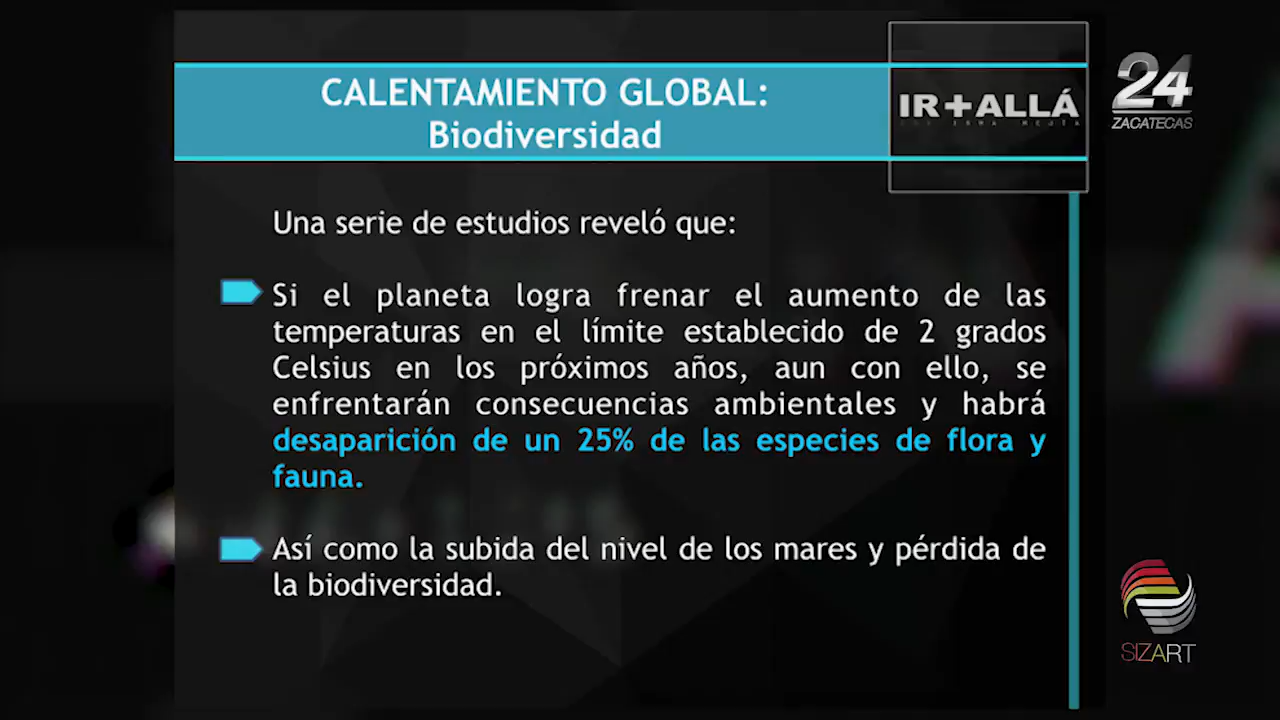 CALENTAMIENTO GLOBAL:
Biodiversidad
IR+ALLÁ
24
ZACATECAS
Una serie de estudios reveló que:
Si el planeta logra frenar el aumento de las
temperaturas en el límite establecido de 2 grados
Celsius en los próximos años, aun con ello, se
enfrentarán consecuencias ambientales y habrá
desaparición de un 25% de las especies de flora y
fauna.
Así como la subida del nivel de los mares y pérdida de
la biodiversidad.
SIZART